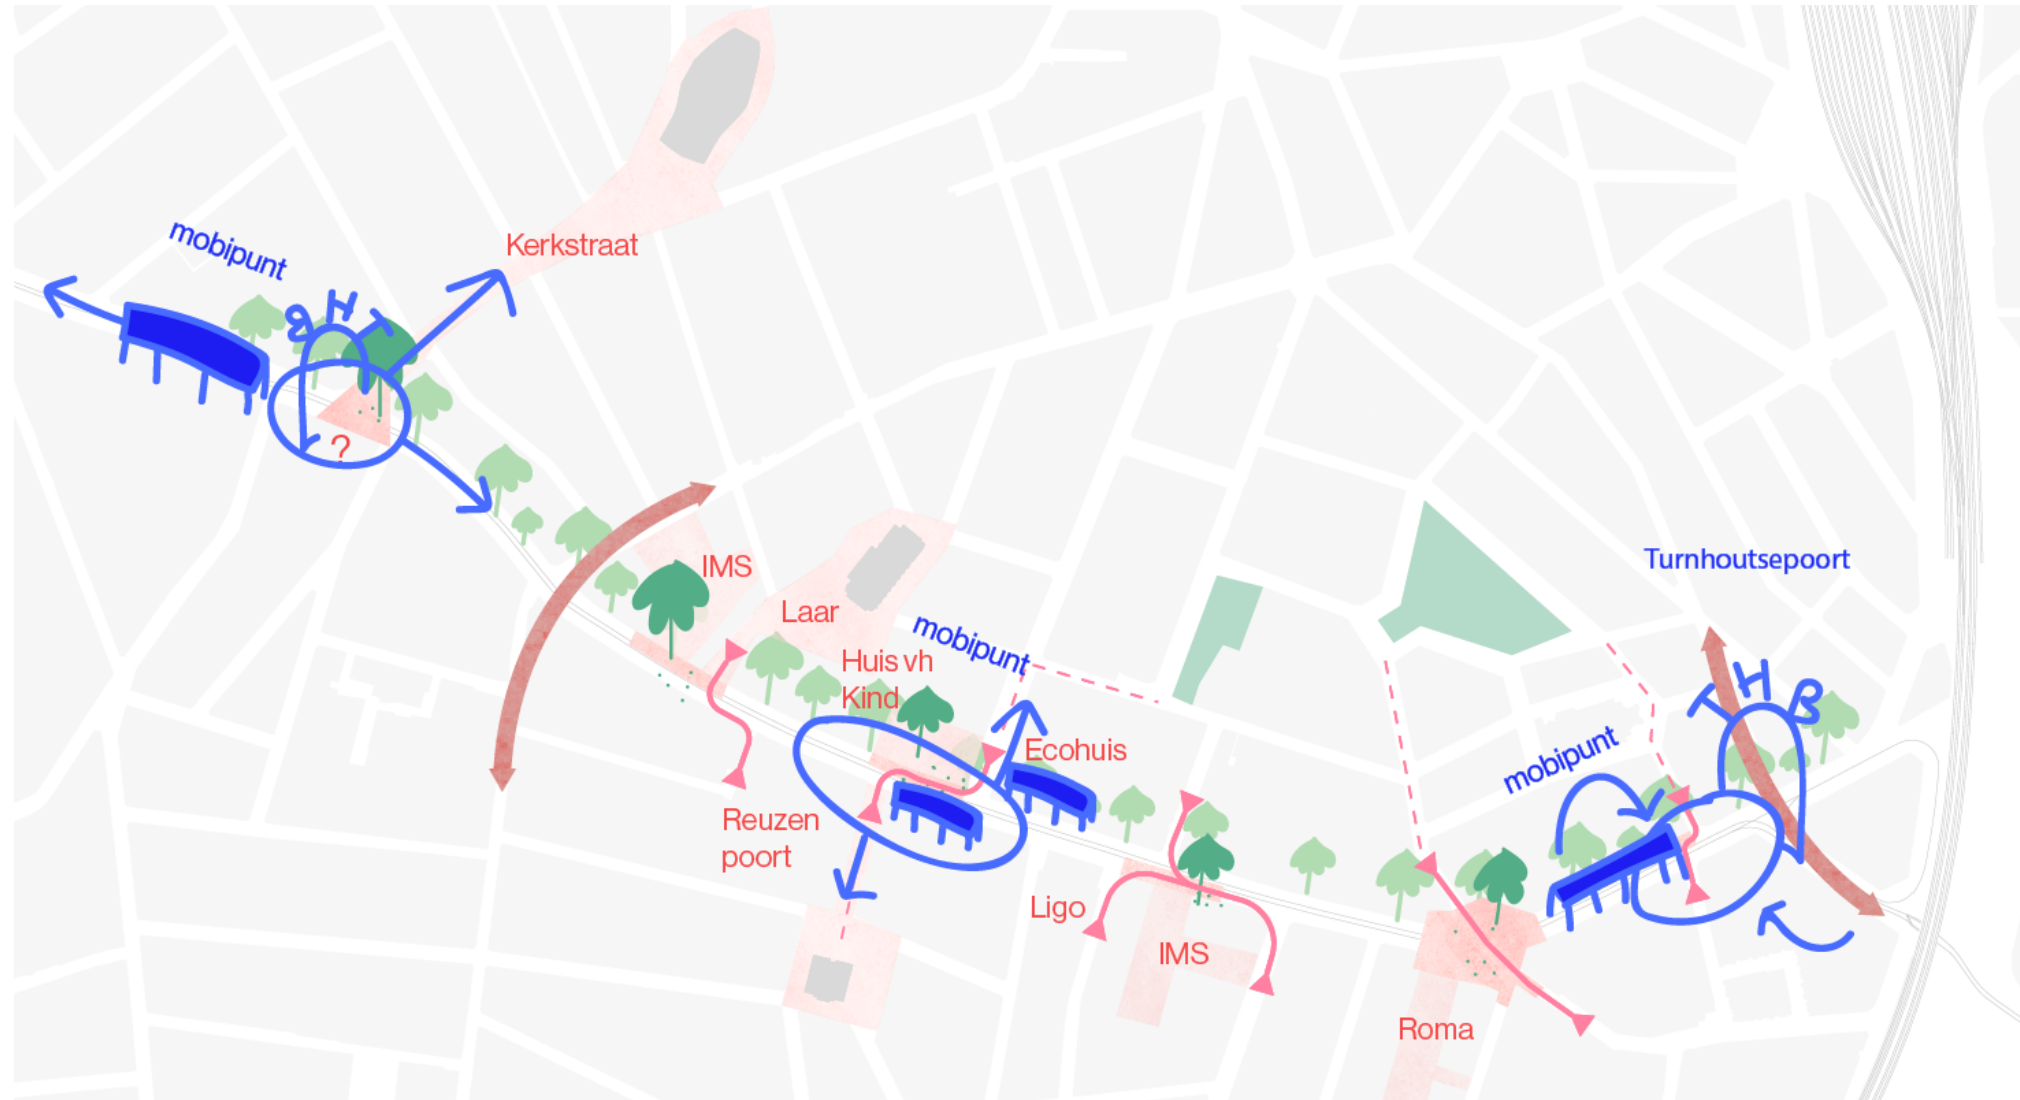 mobipunt
Kerkstraat
B H T
?
IMS
Laar
Huis vh
Kind
mobipunt
Ecohuis
Reuzen
poort
Ligo
IMS
Roma
Turnhoutsepoort
T H B
mobipunt